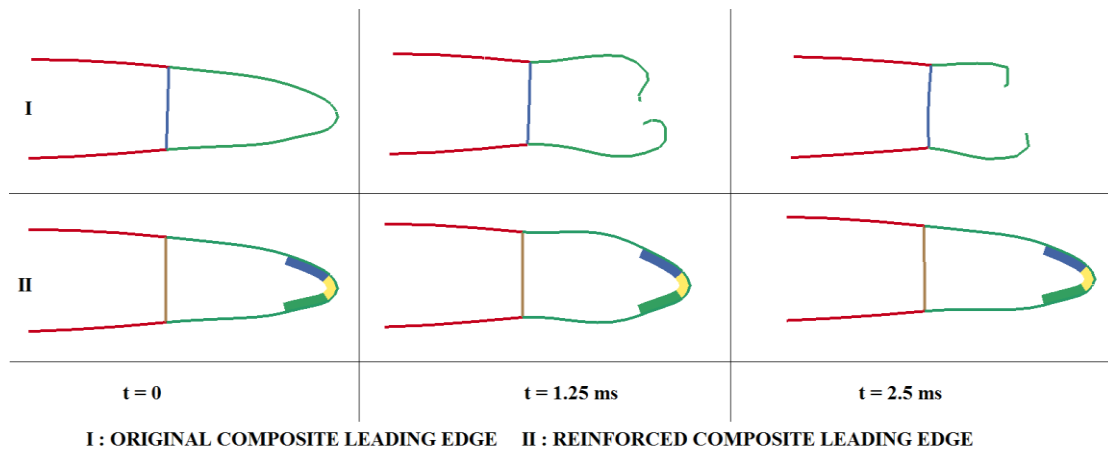 I
II
t = 0
t = 1.25 ms
t = 2.5 ms
I : ORIGINAL COMPOSITE LEADING EDGE II : REINFORCED COMPOSITE LEADING EDGE